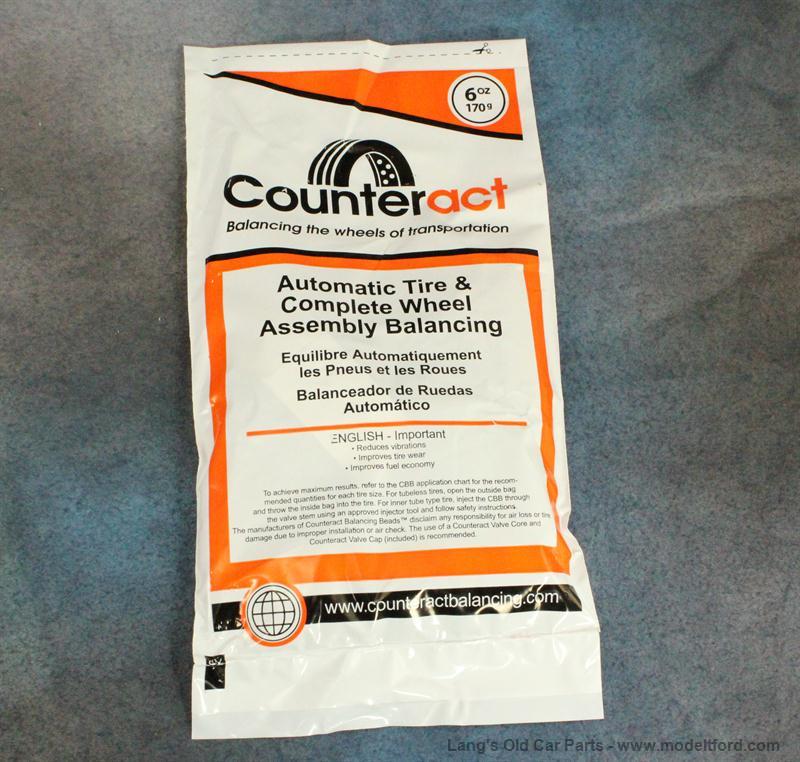 6 OZ
170 g
Counteract
Balancing the wheels of transportation
Automatic Tire &
Complete Wheel
Assembly Balancing
Equilibre Automatiquement
les Pneus et les Roues
Balanceador de Ruedas
Automático
ENGLISH - Important
• Reduces vibrations
• Improves tire wear
• Improves fuel economy
To achieve maximum results, refer to the CBB application chart for the recom-
mended quantities for each tire size. For tubeless tires, open the outside bag
and throw the inside bag into the tire. For inner tube type tire, inject the CBB through
the valve stem using an approved injector tool and follow safety instructions.
The manufacturers of Counteract Balancing Beads™ disclaim any responsibility for air loss or tire
damage due to improper installation or air check. The use of a Counteract Valve Core and
Counteract Valve Cap (included) is recommended.
www.counteractbalancing.com
Lang's Old Car Parts - www.modeltford.com